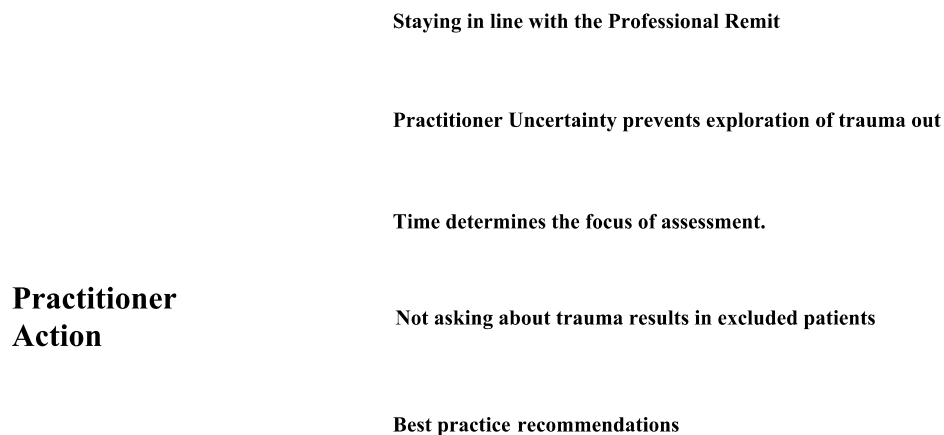 Staying in line with the Professional Remit
Practitioner Uncertainty prevents exploration of trauma out
Time determines the focus of assessment.
Practitioner
Action
Not asking about trauma results in excluded patients
Best practice recommendations